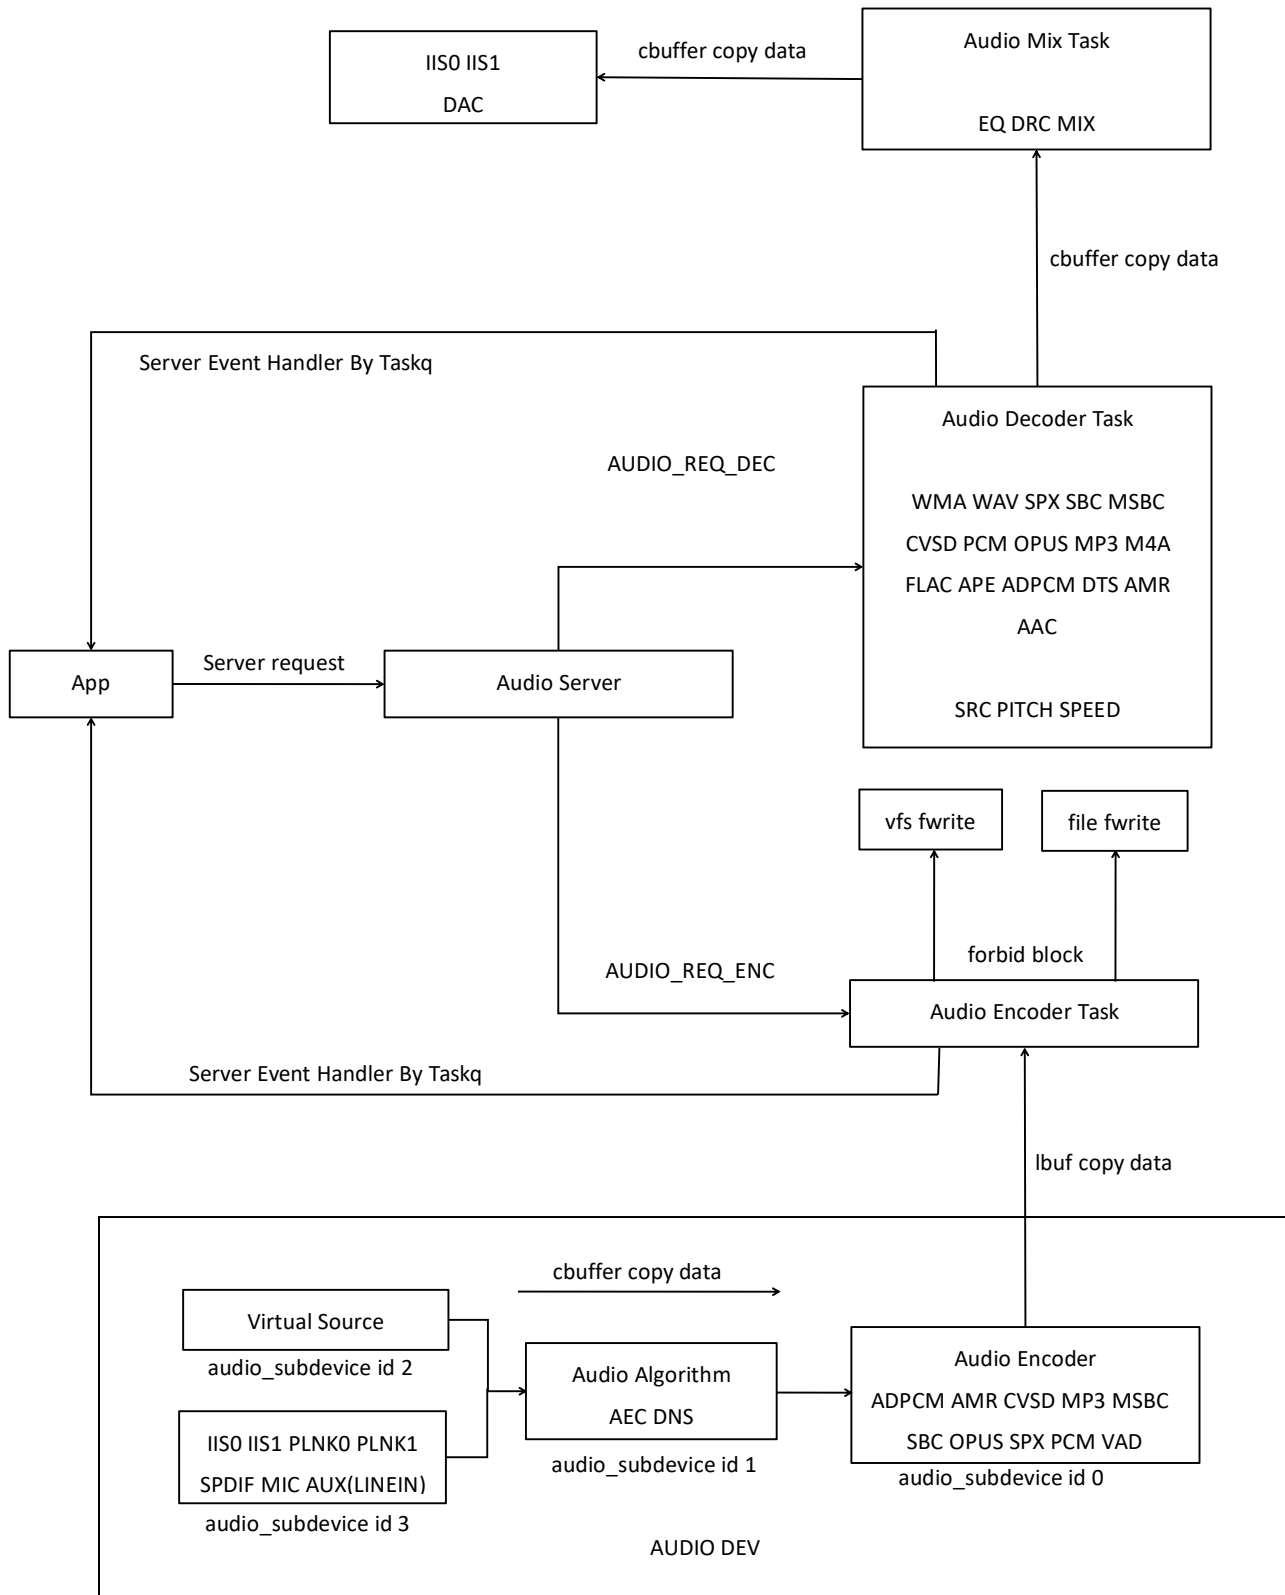 IIS0 IIS1
DAC
cbuffer copy data
Audio Mix Task
EQ DRC MIX
cbuffer copy data
Server Event Handler By Taskq
AUDIO_REQ_DEC
Audio Decoder Task
WMA WAV SPX SBC MSBC
CVSD PCM OPUS MP3 M4A
FLAC APE ADPCM DTS AMR
AAC
SRC PITCH SPEED
App
Server request
Audio Server
vfs fwrite
file fwrite
forbid block
AUDIO_REQ_ENC
Audio Encoder Task
Server Event Handler By Taskq
lbuf copy data
cbuffer copy data
Virtual Source
audio_subdevice id 2
IIS0 IIS1 PLNK0 PLNK1
SPDIF MIC AUX(LINEIN)
audio_subdevice id 3
Audio Algorithm
AEC DNS
audio_subdevice id 1
Audio Encoder
ADPCM AMR CVSD MP3 MSBC
SBC OPUS SPX PCM VAD
audio_subdevice id 0
AUDIO DEV